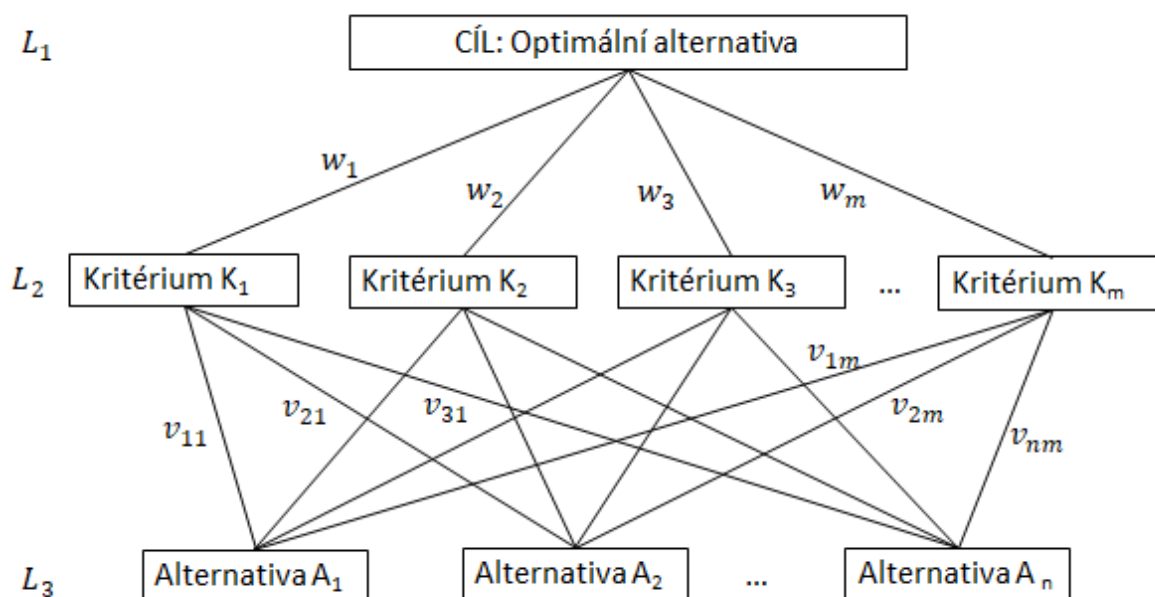 L₁ CÍL: Optimální alternativa
w₁ w₂ w₃ wₘ
L₂ Kritérium K₁ Kritérium K₂ Kritérium K₃ ... Kritérium Kₘ
v₁₁ v₂₁ v₃₁ v₁ₘ v₂ₘ vₙₘ
L₃ Alternativa A₁ Alternativa A₂ ... Alternativa Aₙ